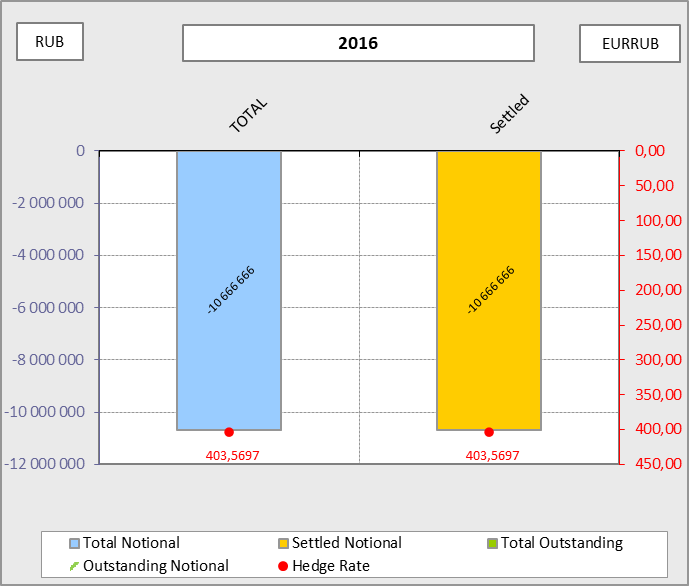 RUB
2016
EURRUB
TOTAL
Settled
0
-2 000 000
-4 000 000
-6 000 000
-8 000 000
-10 000 000
-12 000 000
-10 666 666
-10 666 666
0,00
50,00
100,00
150,00
200,00
250,00
300,00
350,00
400,00
450,00
403,5697
403,5697
Total Notional
Settled Notional
Total Outstanding
Outstanding Notional
Hedge Rate